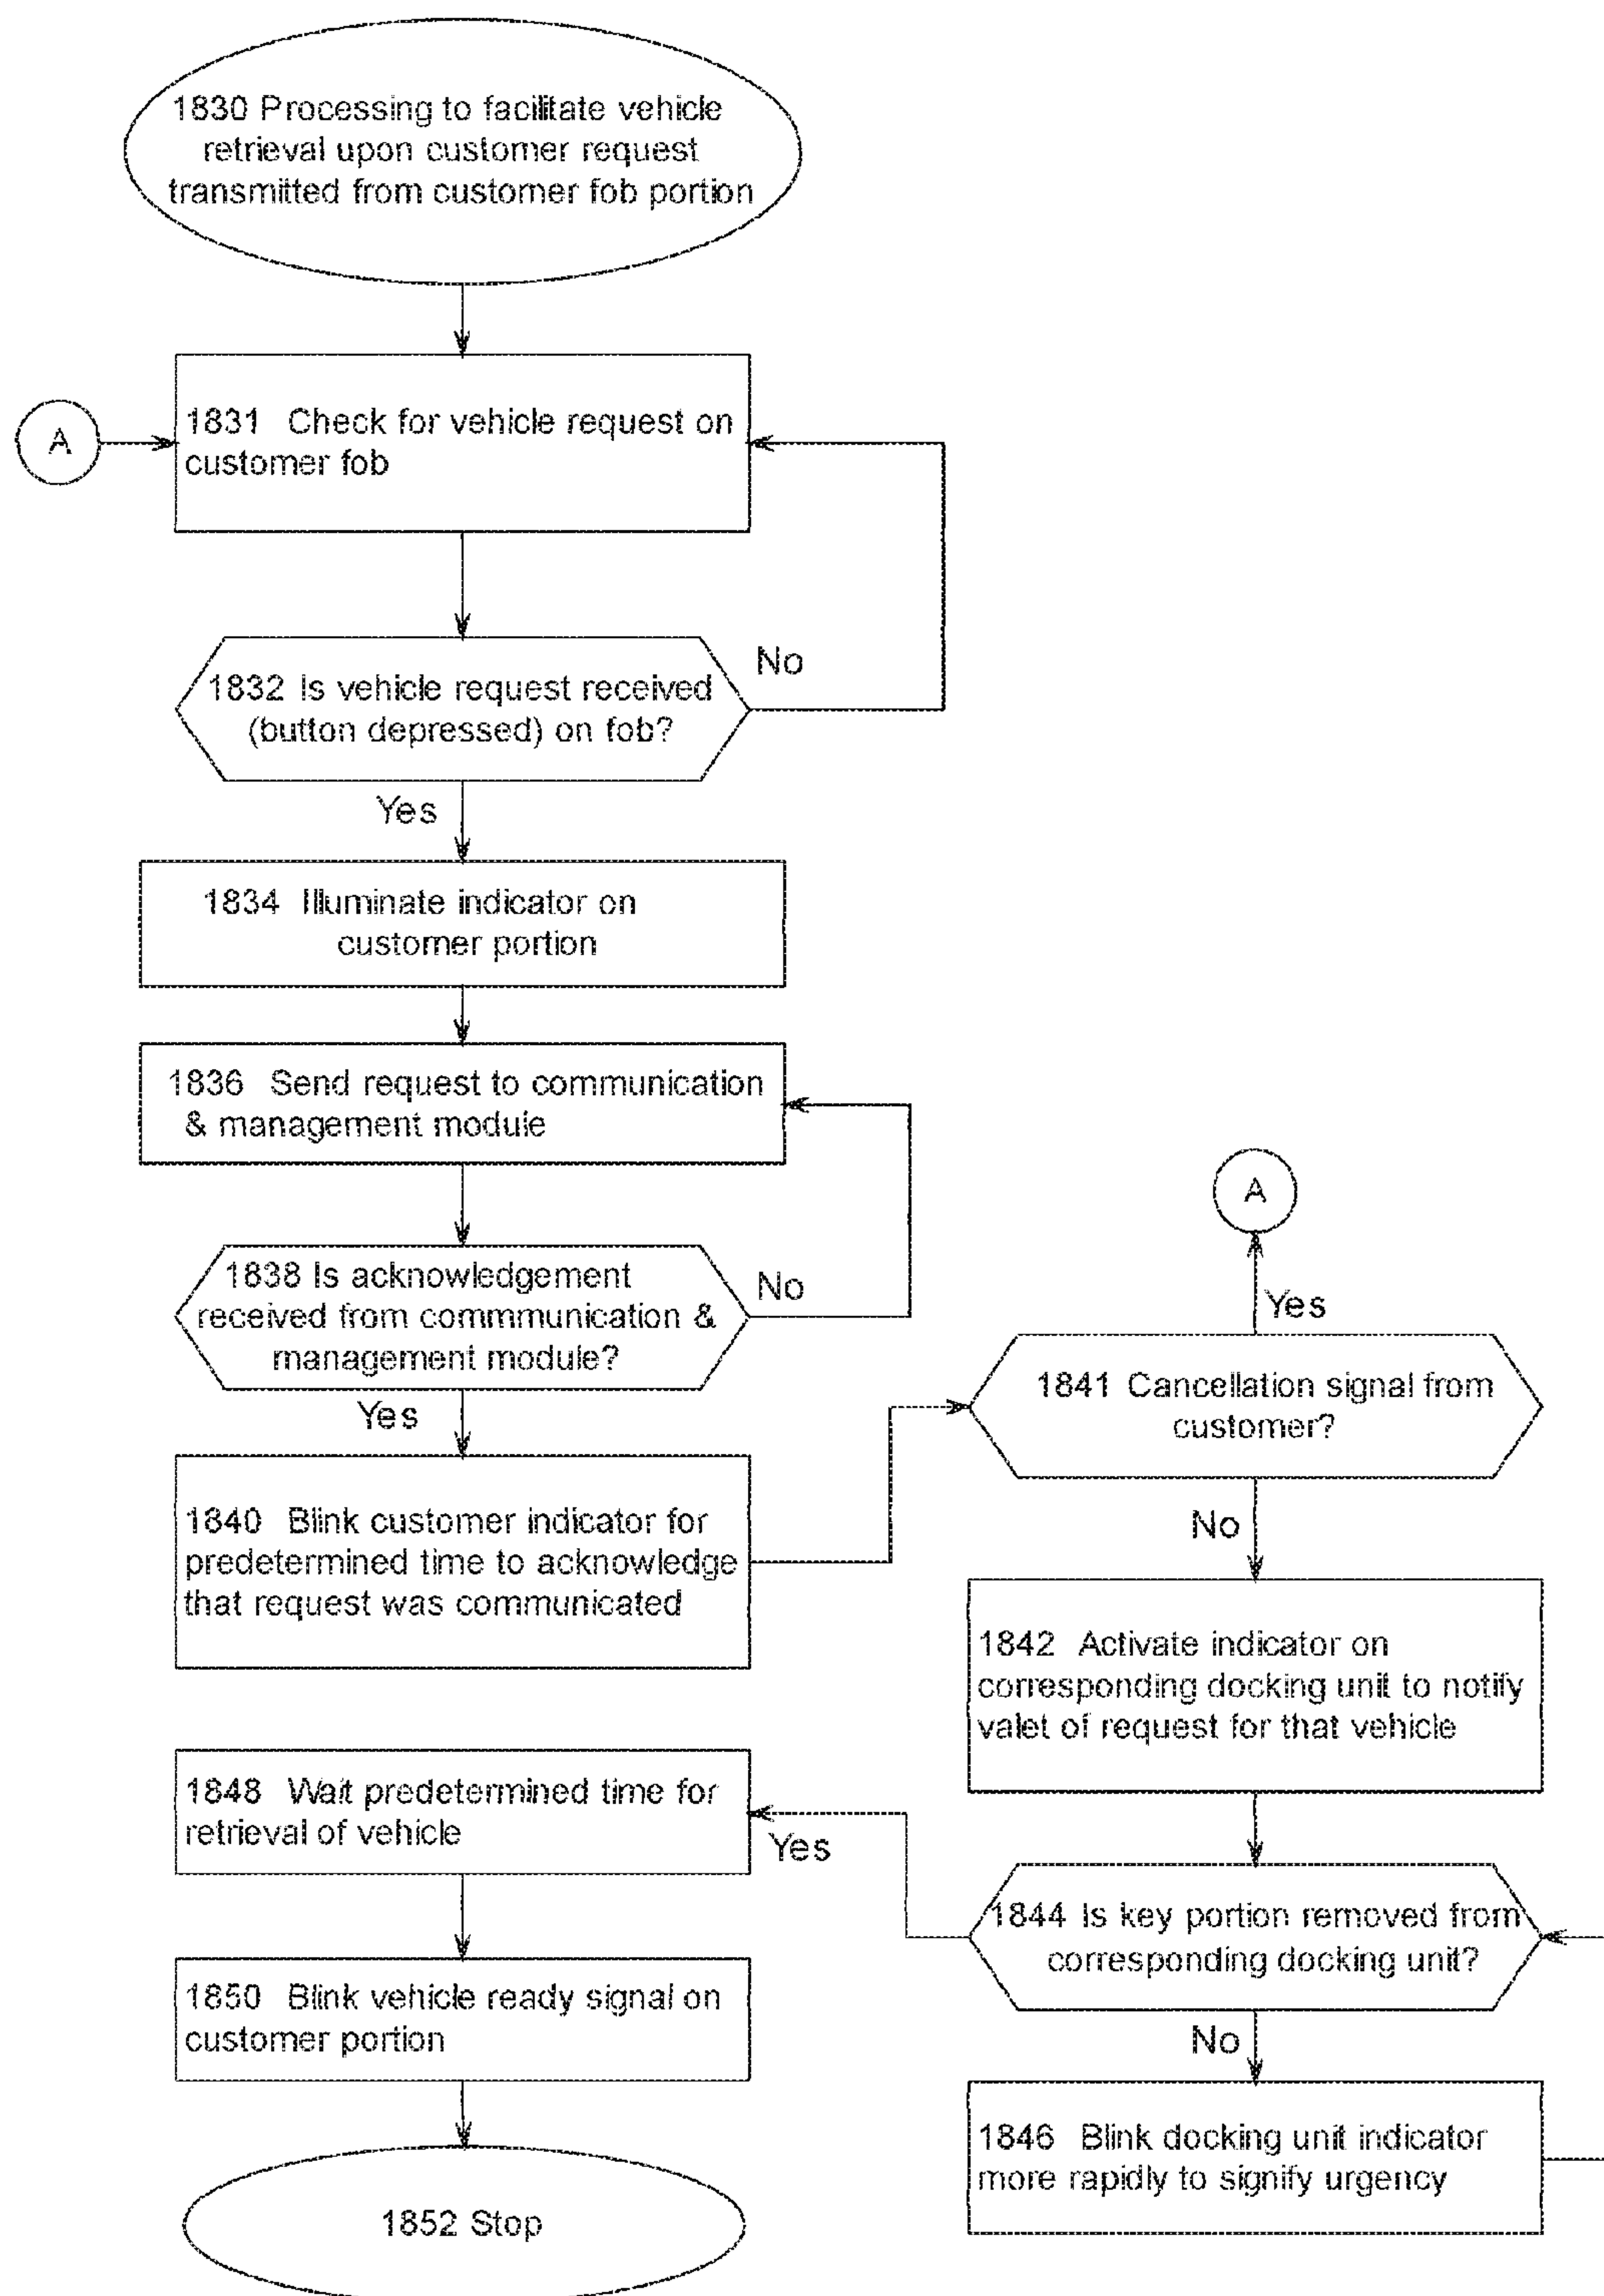 1830 Processing to facilitate vehicle
retrieval upon customer request
transmitted from customer fob portion
A
1831 Check for vehicle request on
customer fob
1832 Is vehicle request received
(button depressed) on fob?
No
Yes
1834 Illuminate indicator on
customer portion
1836 Send request to communication
& management module
1838 Is acknowledgement
received from commmunication &
management module?
No
Yes
1840 Blink customer indicator for
predetermined time to acknowledge
that request was communicated
A
Yes
1841 Cancellation signal from
customer?
No
1842 Activate indicator on
corresponding docking unit to notify
valet of request for that vehicle
1844 Is key portion removed from
corresponding docking unit?
No
1846 Blink docking unit indicator
more rapidly to signify urgency
Yes
1848 Wait predetermined time for
retrieval of vehicle
1850 Blink vehicle ready signal on
customer portion
1852 Stop